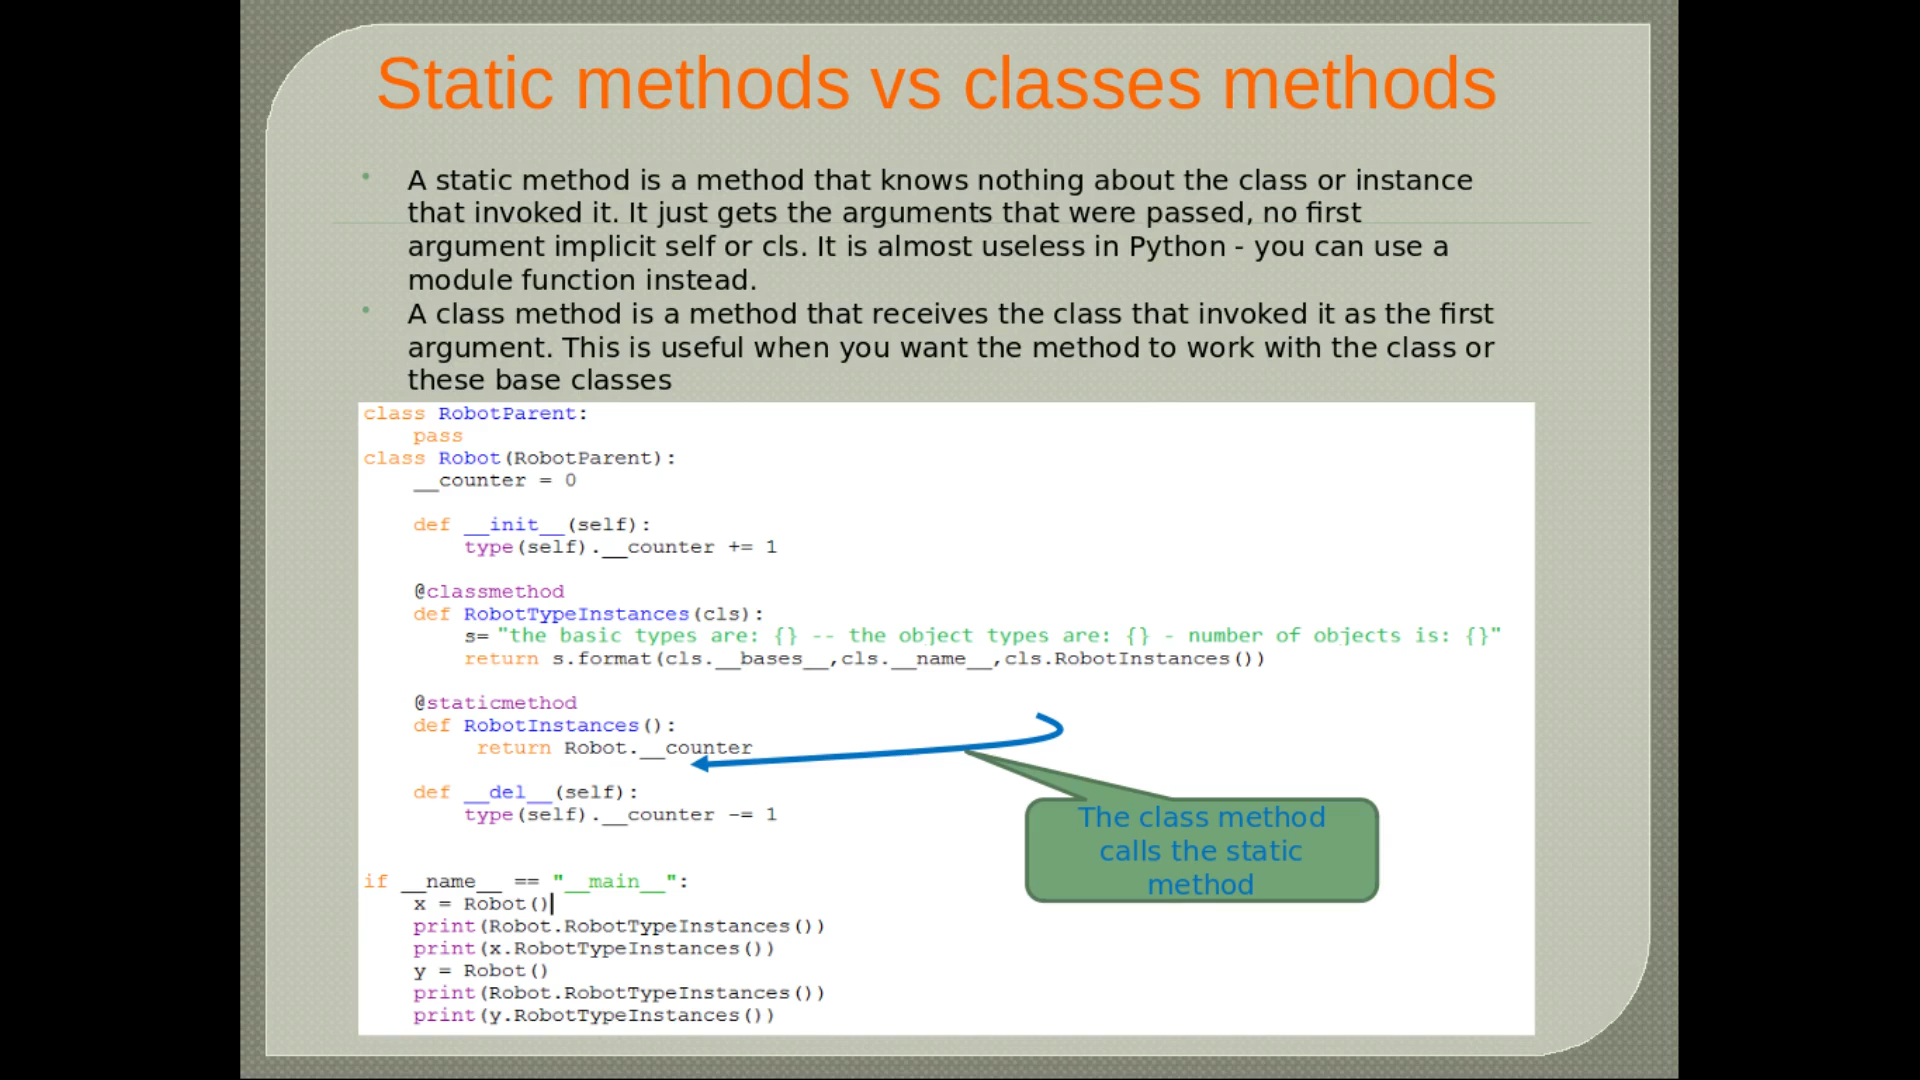 Static methods vs classes methods
• A static method is a method that knows nothing about the class or instance
that invoked it. It just gets the arguments that were passed, no first
argument implicit self or cls. It is almost useless in Python - you can use a
module function instead.
• A class method is a method that receives the class that invoked it as the first
argument. This is useful when you want the method to work with the class or
these base classes
class RobotParent:
    pass
class Robot(RobotParent):
    __counter = 0
    def __init__(self):
        type(self).__counter += 1
    @classmethod
    def RobotTypeInstances(cls):
        s= "the basic types are: {} -- the object types are: {} - number of objects is: {}"
        return s.format(cls.__bases__,cls.__name__,cls.RobotInstances())
    @staticmethod
    def RobotInstances():
         return Robot.__counter
    def __del__(self):
        type(self).__counter -= 1
The class method
calls the static
method
if __name__ == "__main__":
    x = Robot()
    print(Robot.RobotTypeInstances())
    print(x.RobotTypeInstances())
    y = Robot()
    print(Robot.RobotTypeInstances())
    print(y.RobotTypeInstances())